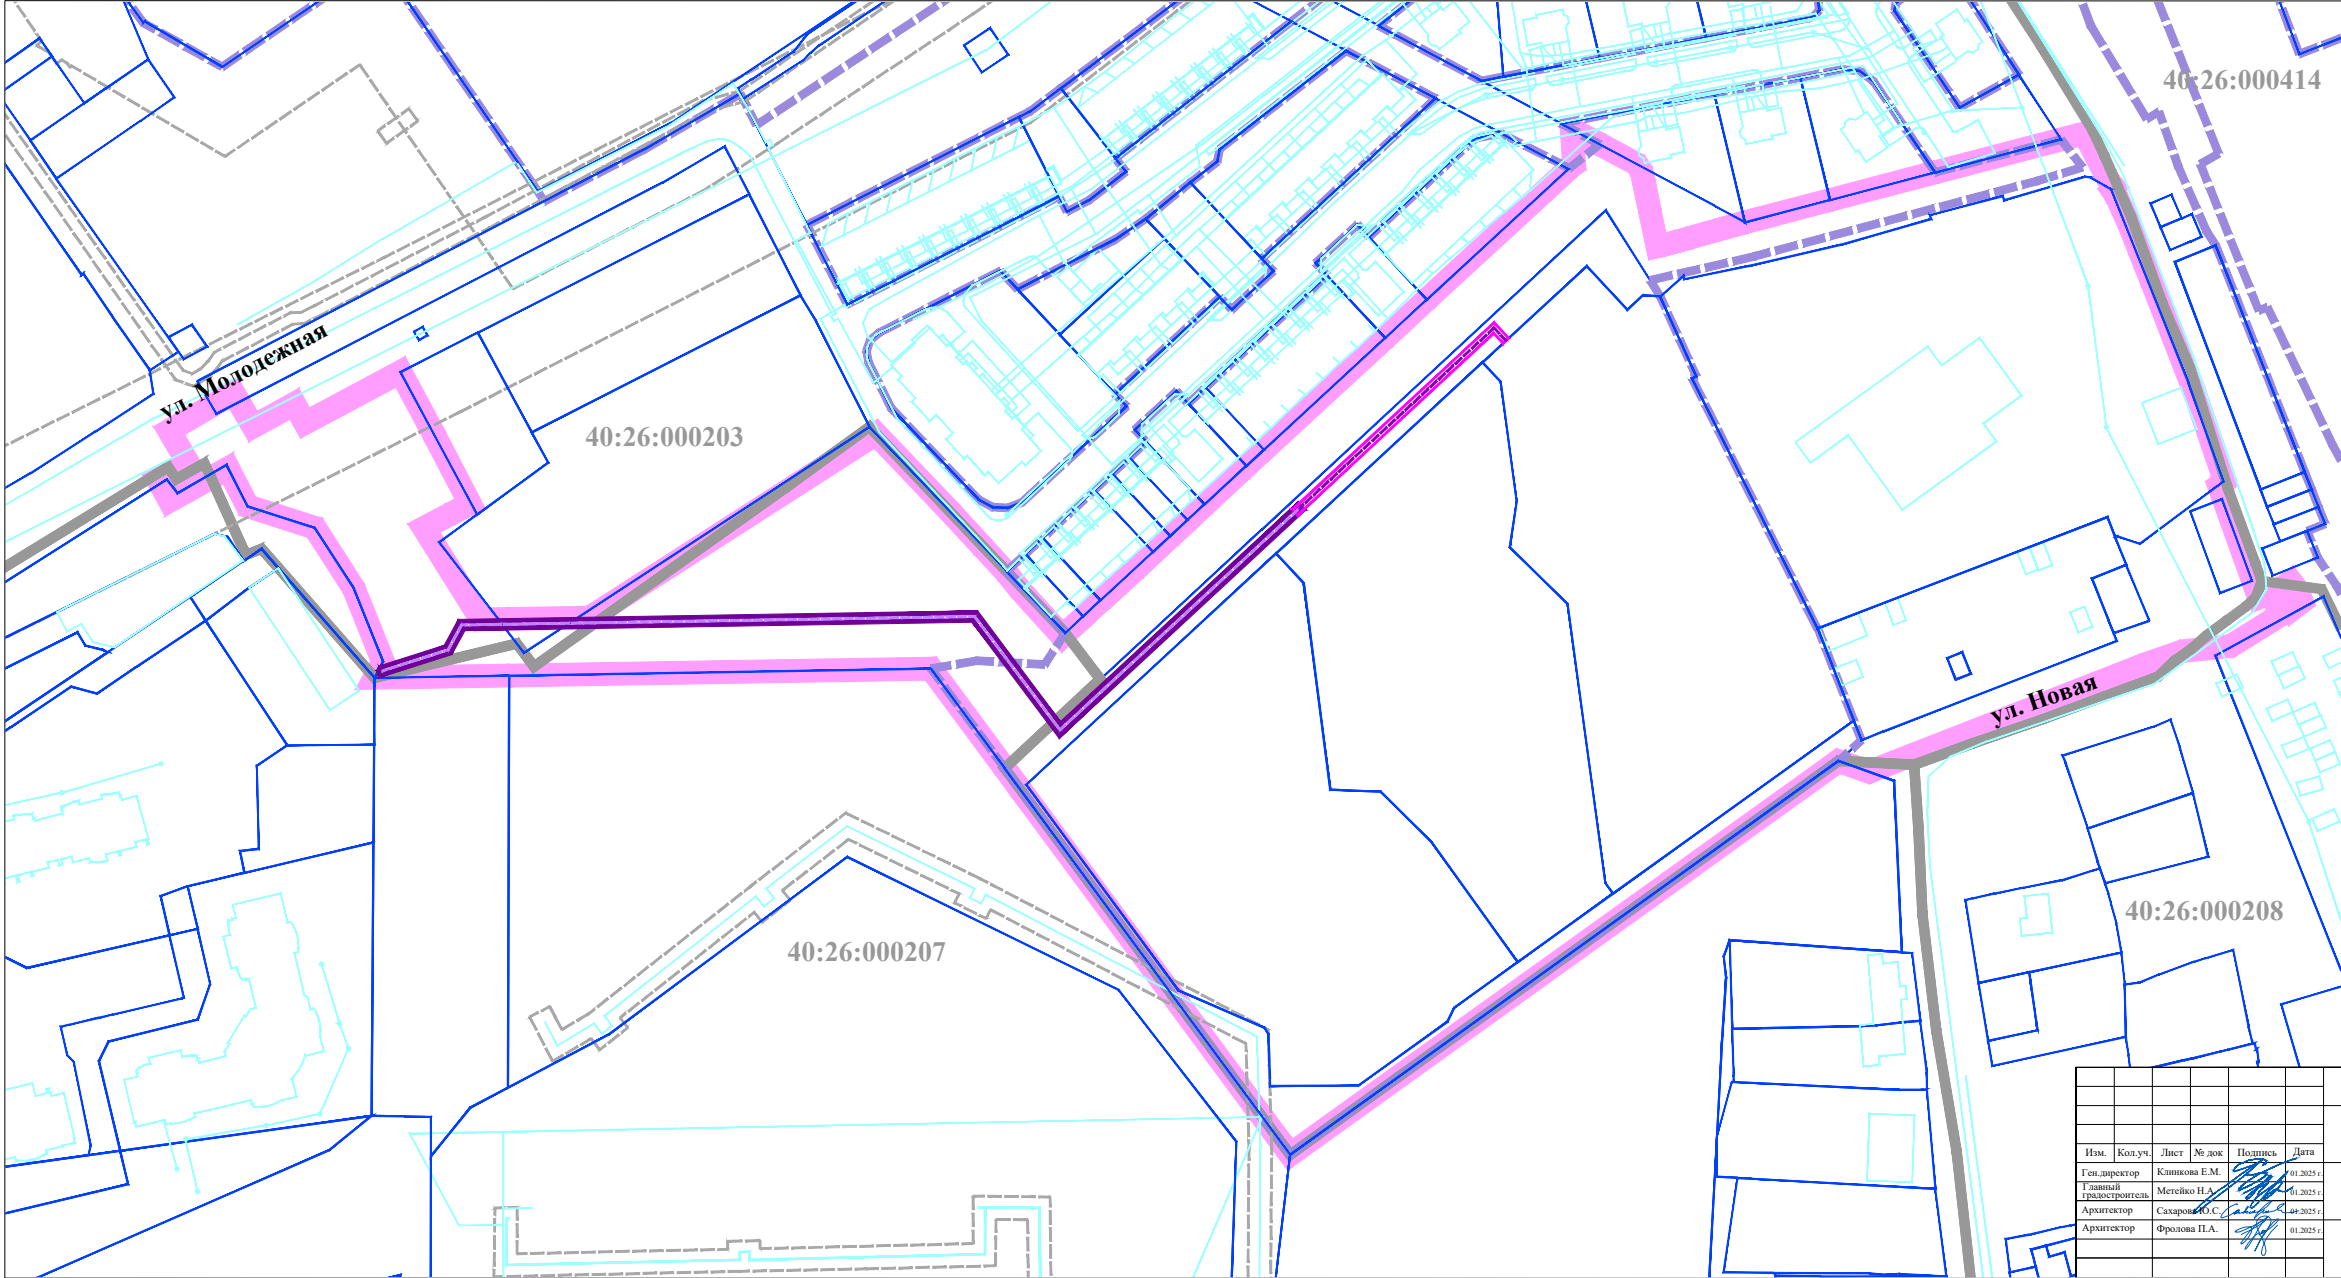 40:26:000414
ул. Молодежная
40:26:000203
ул. Новая
40:26:000208
40:26:000207
Изм. Кол.уч. Лист № док Подпись Дата
Ген.директор Клинкова Е.М. 01.2025 г.
Главный градостроитель Метейко Н.А. 01.2025 г.
Архитектор Сахарова Ю.С. 01.2025 г.
Архитектор Фролова П.А. 01.2025 г.